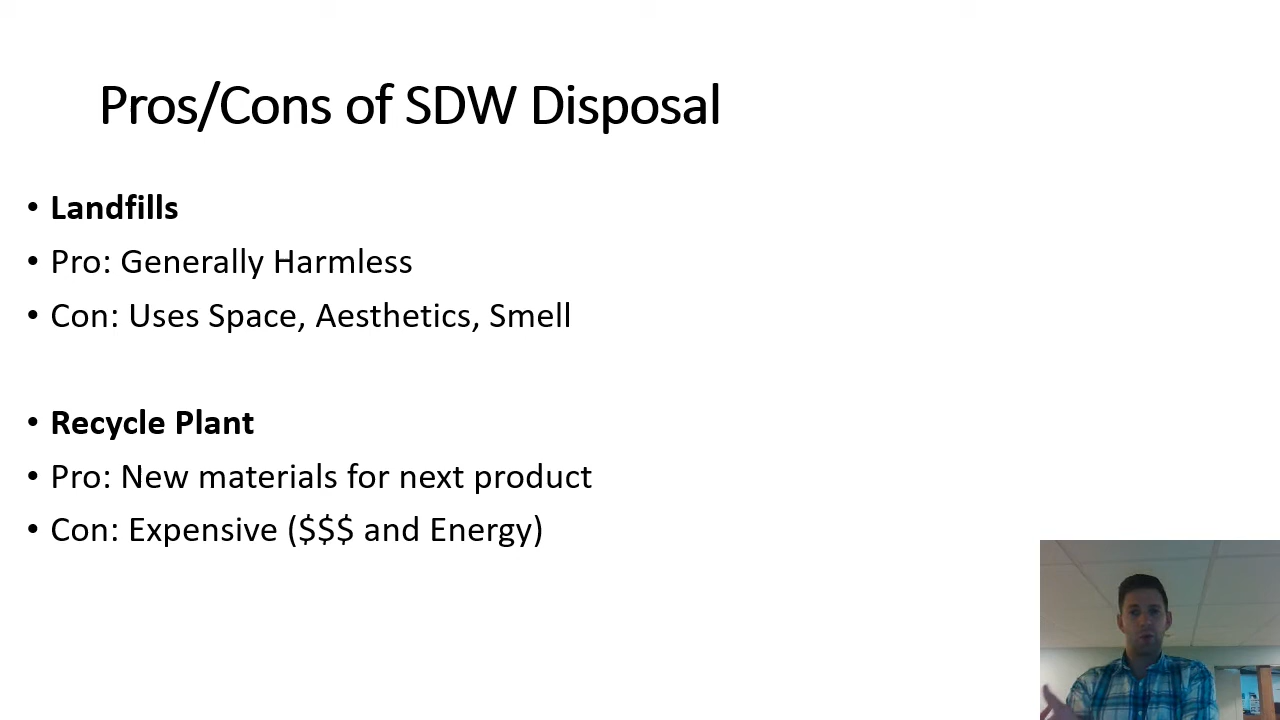 Pros/Cons of SDW Disposal
• Landfills
• Pro: Generally Harmless
• Con: Uses Space, Aesthetics, Smell
• Recycle Plant
• Pro: New materials for next product
• Con: Expensive ($$$ and Energy)